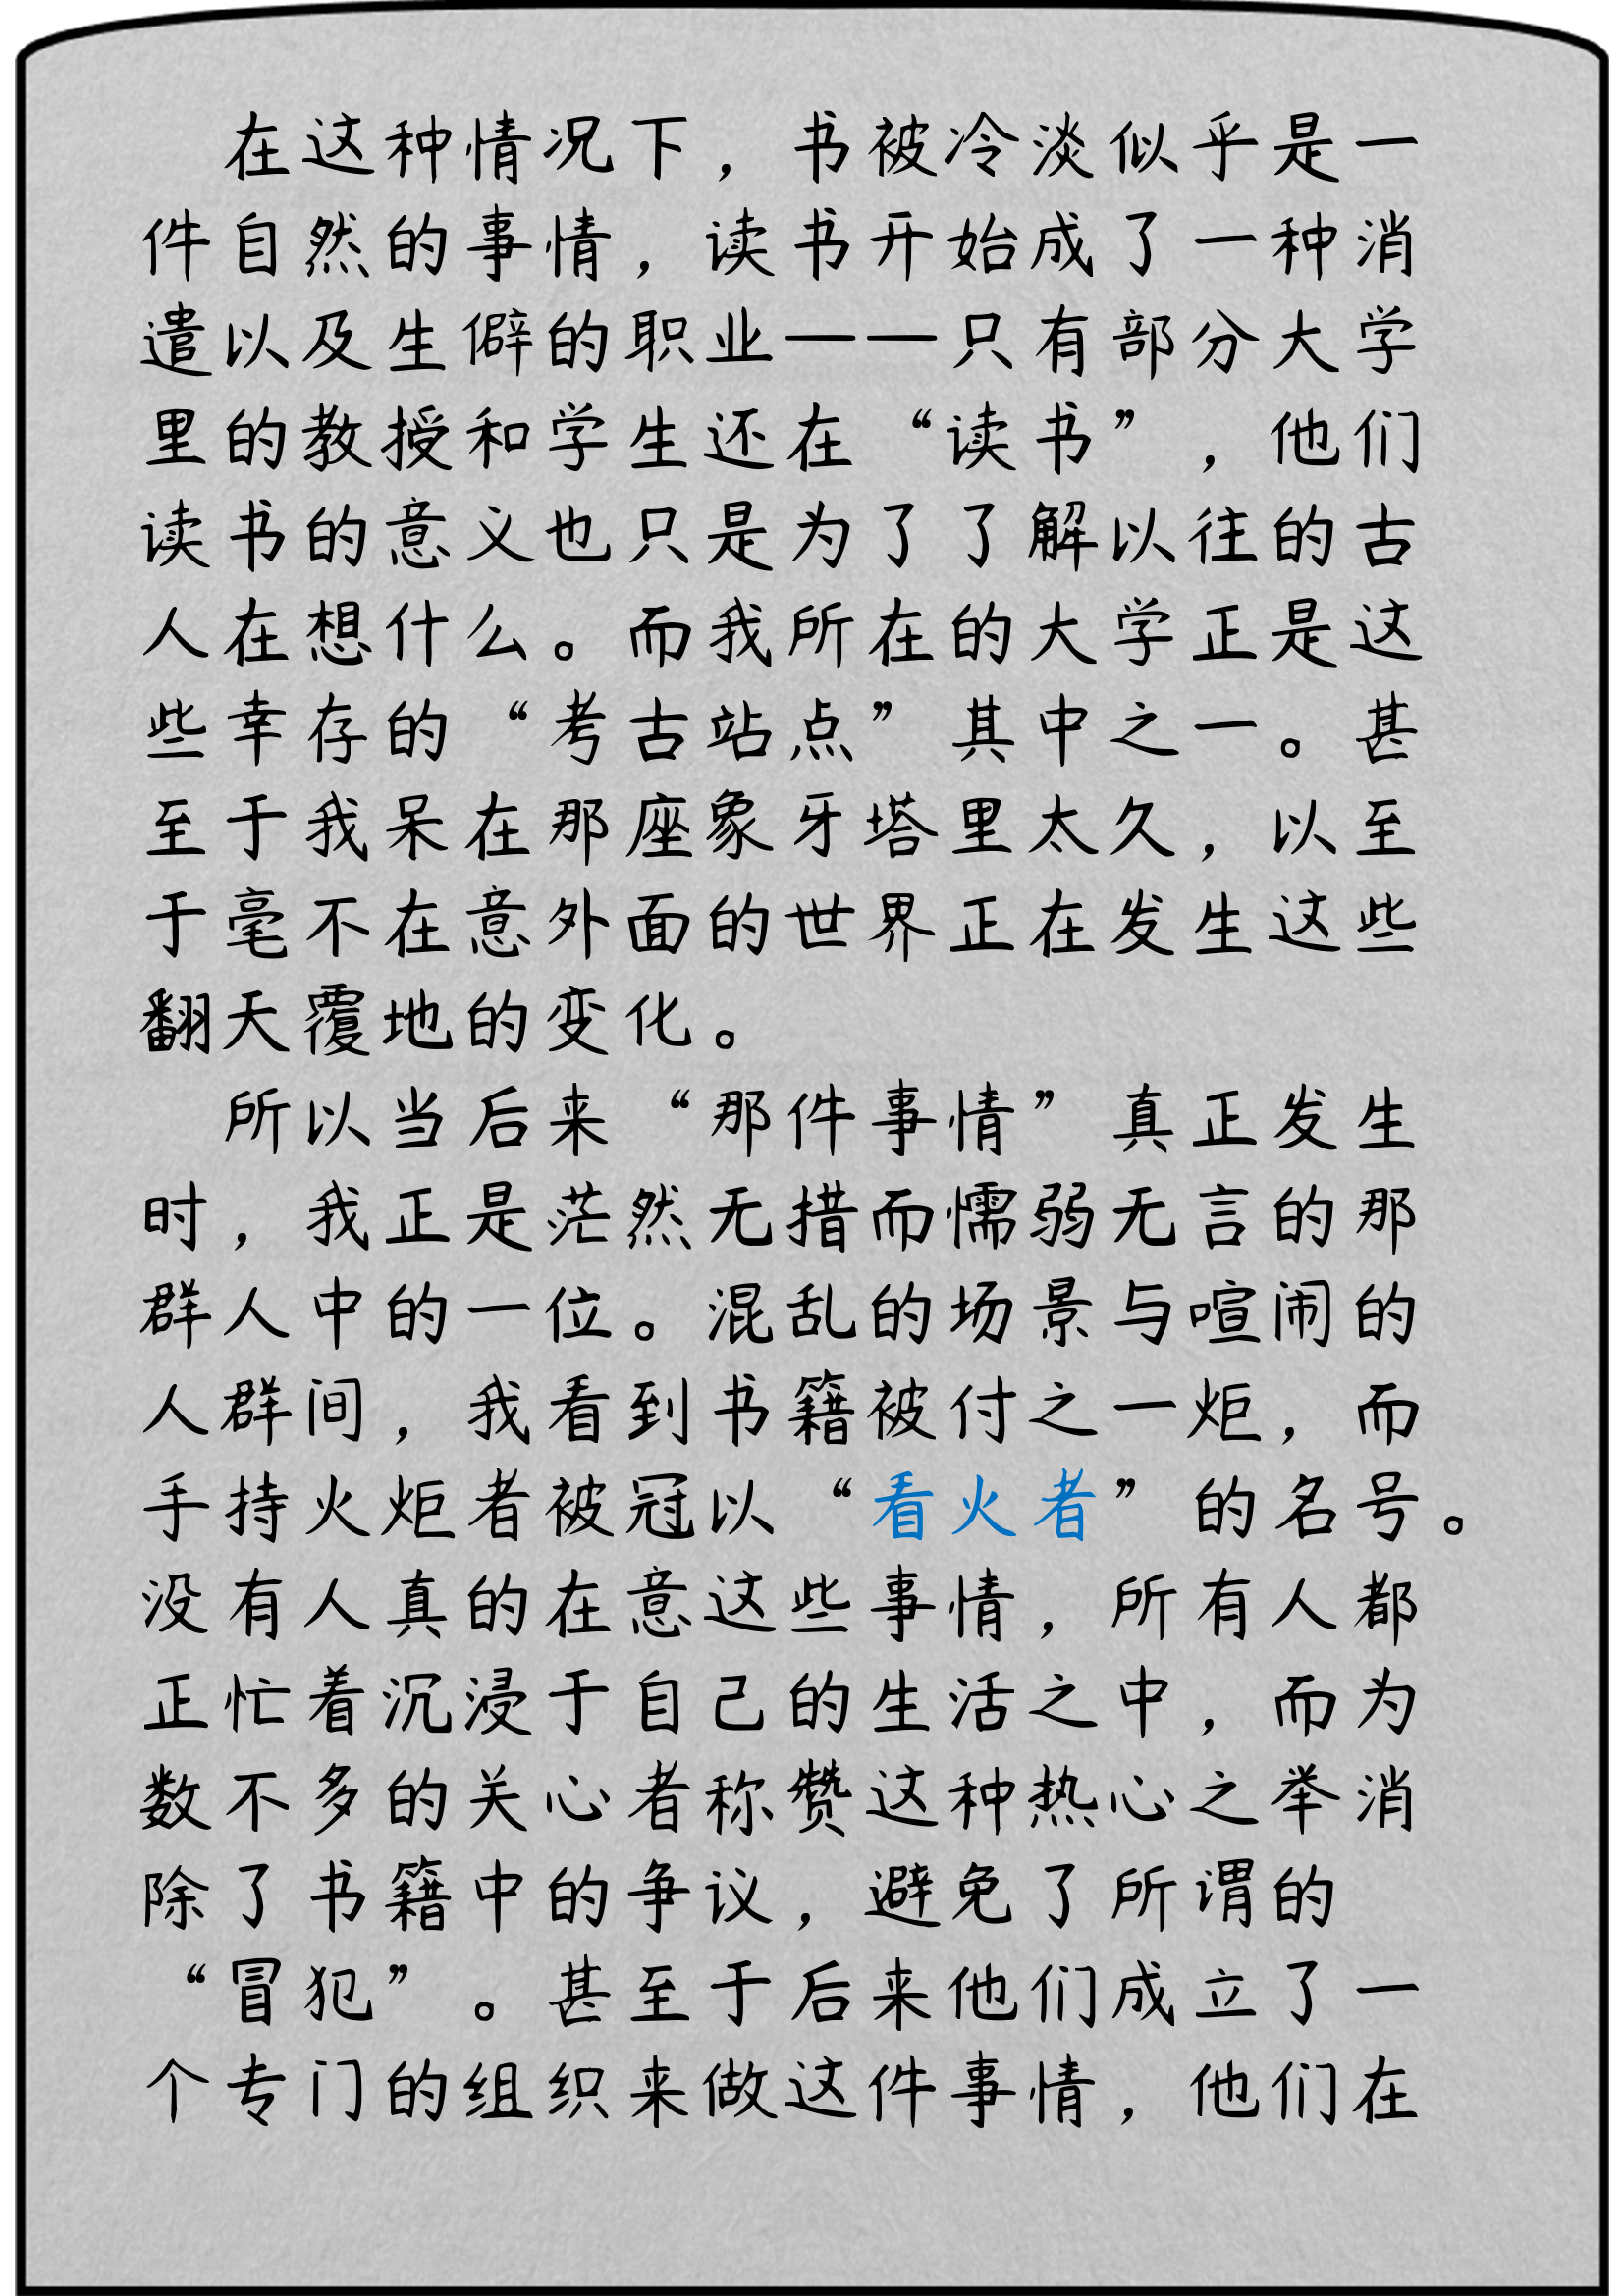 在这种情况下，书被冷淡似乎是一
件自然的事情，读书开始成了一种消
遣以及生僻的职业——只有部分大学
里的教授和学生还在“读书”，他们
读书的意义也只是为了了解以往的古
人在想什么。而我所在的大学正是这
些幸存的“考古站点”其中之一。甚
至于我呆在那座象牙塔里太久，以至
于毫不在意外面的世界正在发生这些
翻天覆地的变化。
所以当后来“那件事情”真正发生
时，我正是茫然无措而懦弱无言的那
群人中的一位。混乱的场景与喧闹的
人群间，我看到书籍被付之一炬，而
手持火炬者被冠以“看火者”的名号。
没有人真的在意这些事情，所有人都
正忙着沉浸于自己的生活之中，而为
数不多的关心者称赞这种热心之举消
除了书籍中的争议，避免了所谓的
“冒犯”。甚至于后来他们成立了一
个专门的组织来做这件事情，他们在